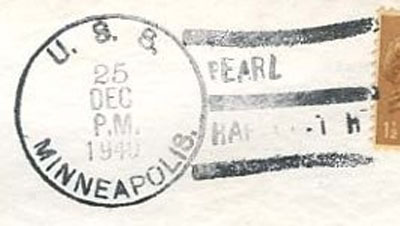 U. S. S.
25
DEC
P.M.
1940
MINNEAPOLIS.
PEARL